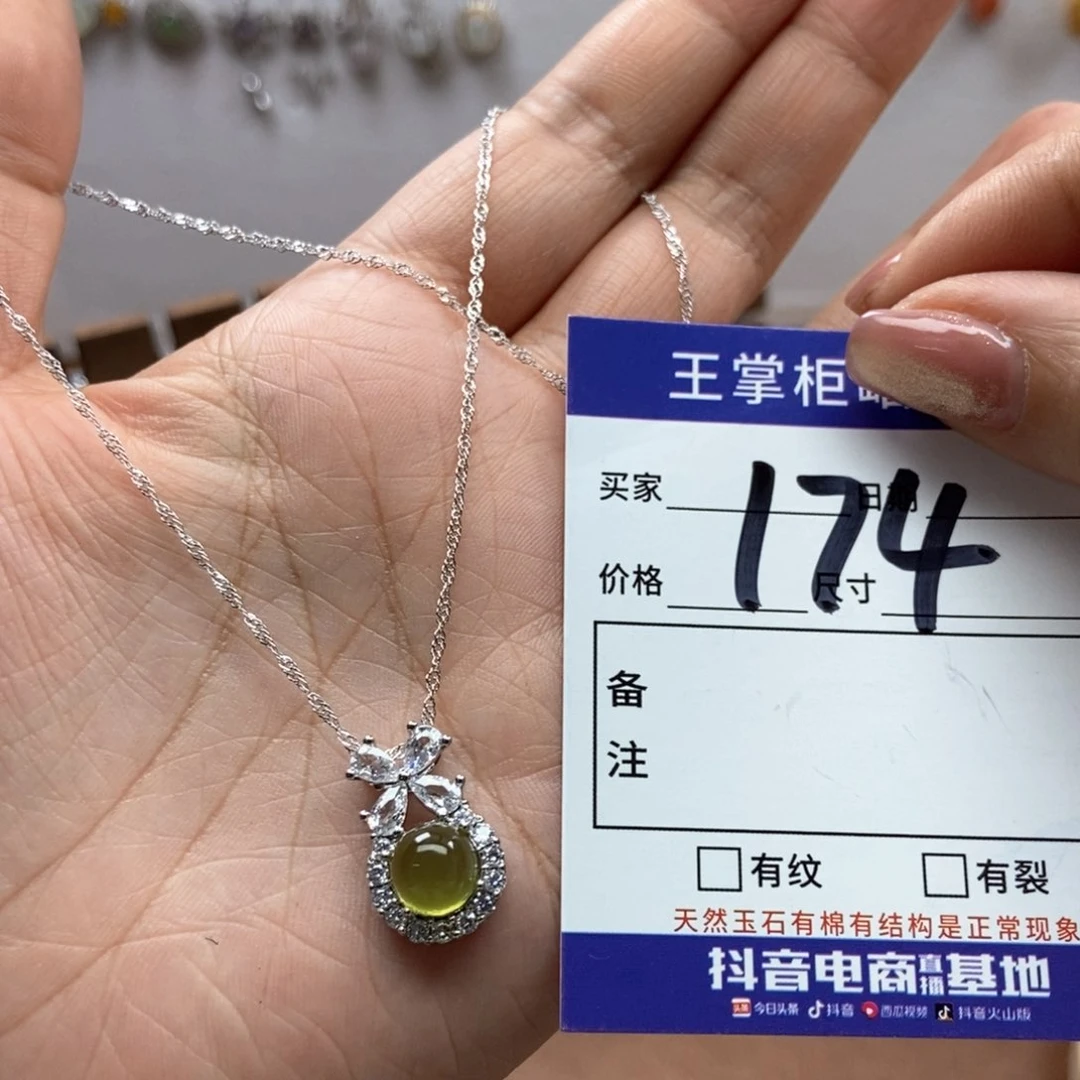 王掌柜
174
买家 日期
价格 尺寸
备
注
有纹 有裂
天然玉石有棉有结构是正常现象
抖音电商直播基地
头条 今日头条 抖音 西瓜视频 抖音火山版